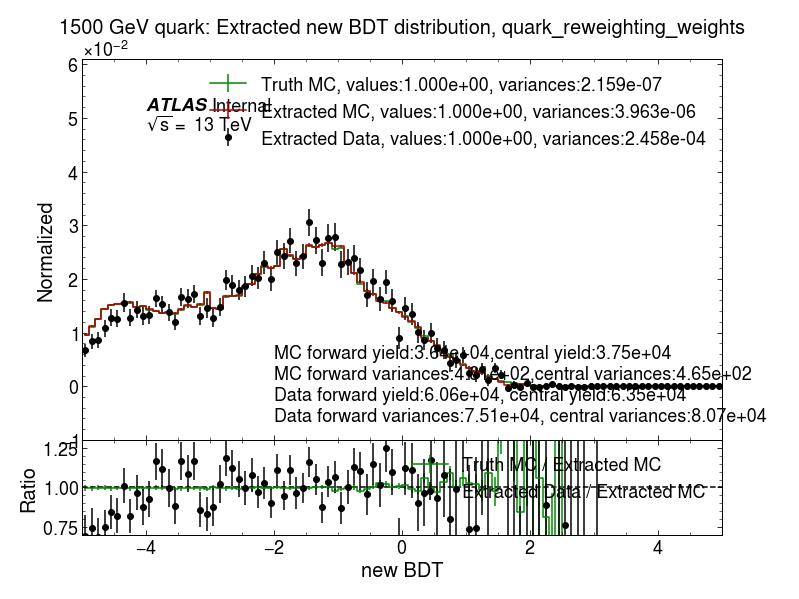 1500 GeV quark: Extracted new BDT distribution, quark_reweighting_weights
×10⁻²
Truth MC, values:1.000e+00, variances:2.159e-07
ATLAS Internal
Extracted MC, values:1.000e+00, variances:3.963e-06
√s = 13 TeV
Extracted Data, values:1.000e+00, variances:2.458e-04
6
5
4
3
2
1
0
1
Normalized
MC forward yield:3.64e+04,central yield:3.75e+04
MC forward central variances:4.65e+02
Data forward yield:6.06e+04, central yield:6.35e+04
Data forward variances:7.51e+04, central variances:8.07e+04
1.25
1.00
0.75
Ratio
Truth MC / Extracted MC
Extracted Data / Extracted MC
−4 −2 0 2 4
new BDT